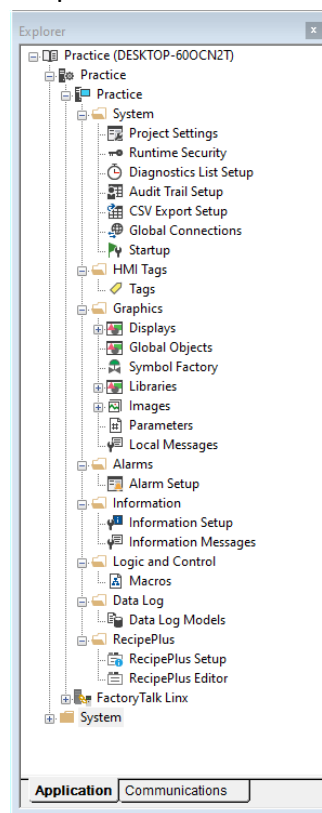 Explorer
x
Practice (DESKTOP-60OCN2T)
Practice
Practice
System
Project Settings
Runtime Security
Diagnostics List Setup
Audit Trail Setup
CSV Export Setup
Global Connections
Startup
HMI Tags
Tags
Graphics
Displays
Global Objects
Symbol Factory
Libraries
Images
Parameters
Local Messages
Alarms
Alarm Setup
Information
Information Setup
Information Messages
Logic and Control
Macros
Data Log
Data Log Models
RecipePlus
RecipePlus Setup
RecipePlus Editor
FactoryTalk Linx
System
Application Communications